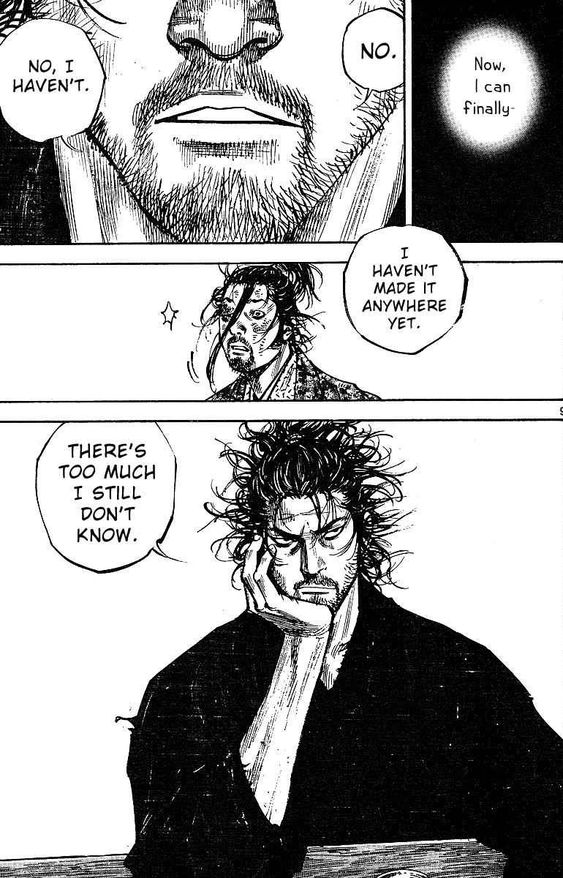 Now,
I can
finally-
NO.
NO, I
HAVEN'T.
I
HAVEN'T
MADE IT
ANYWHERE
YET.
THERE'S
TOO MUCH
I STILL
DON'T
KNOW.